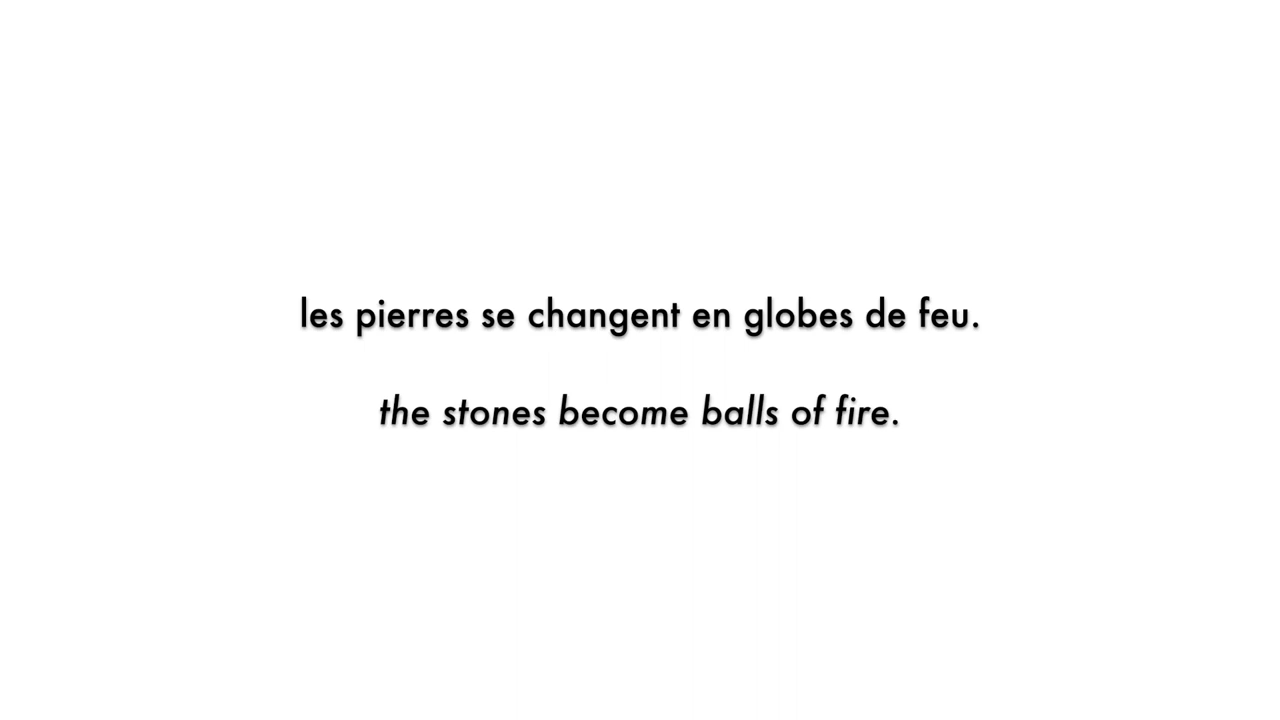 les pierres se changent en globes de feu.
the stones become balls of fire.